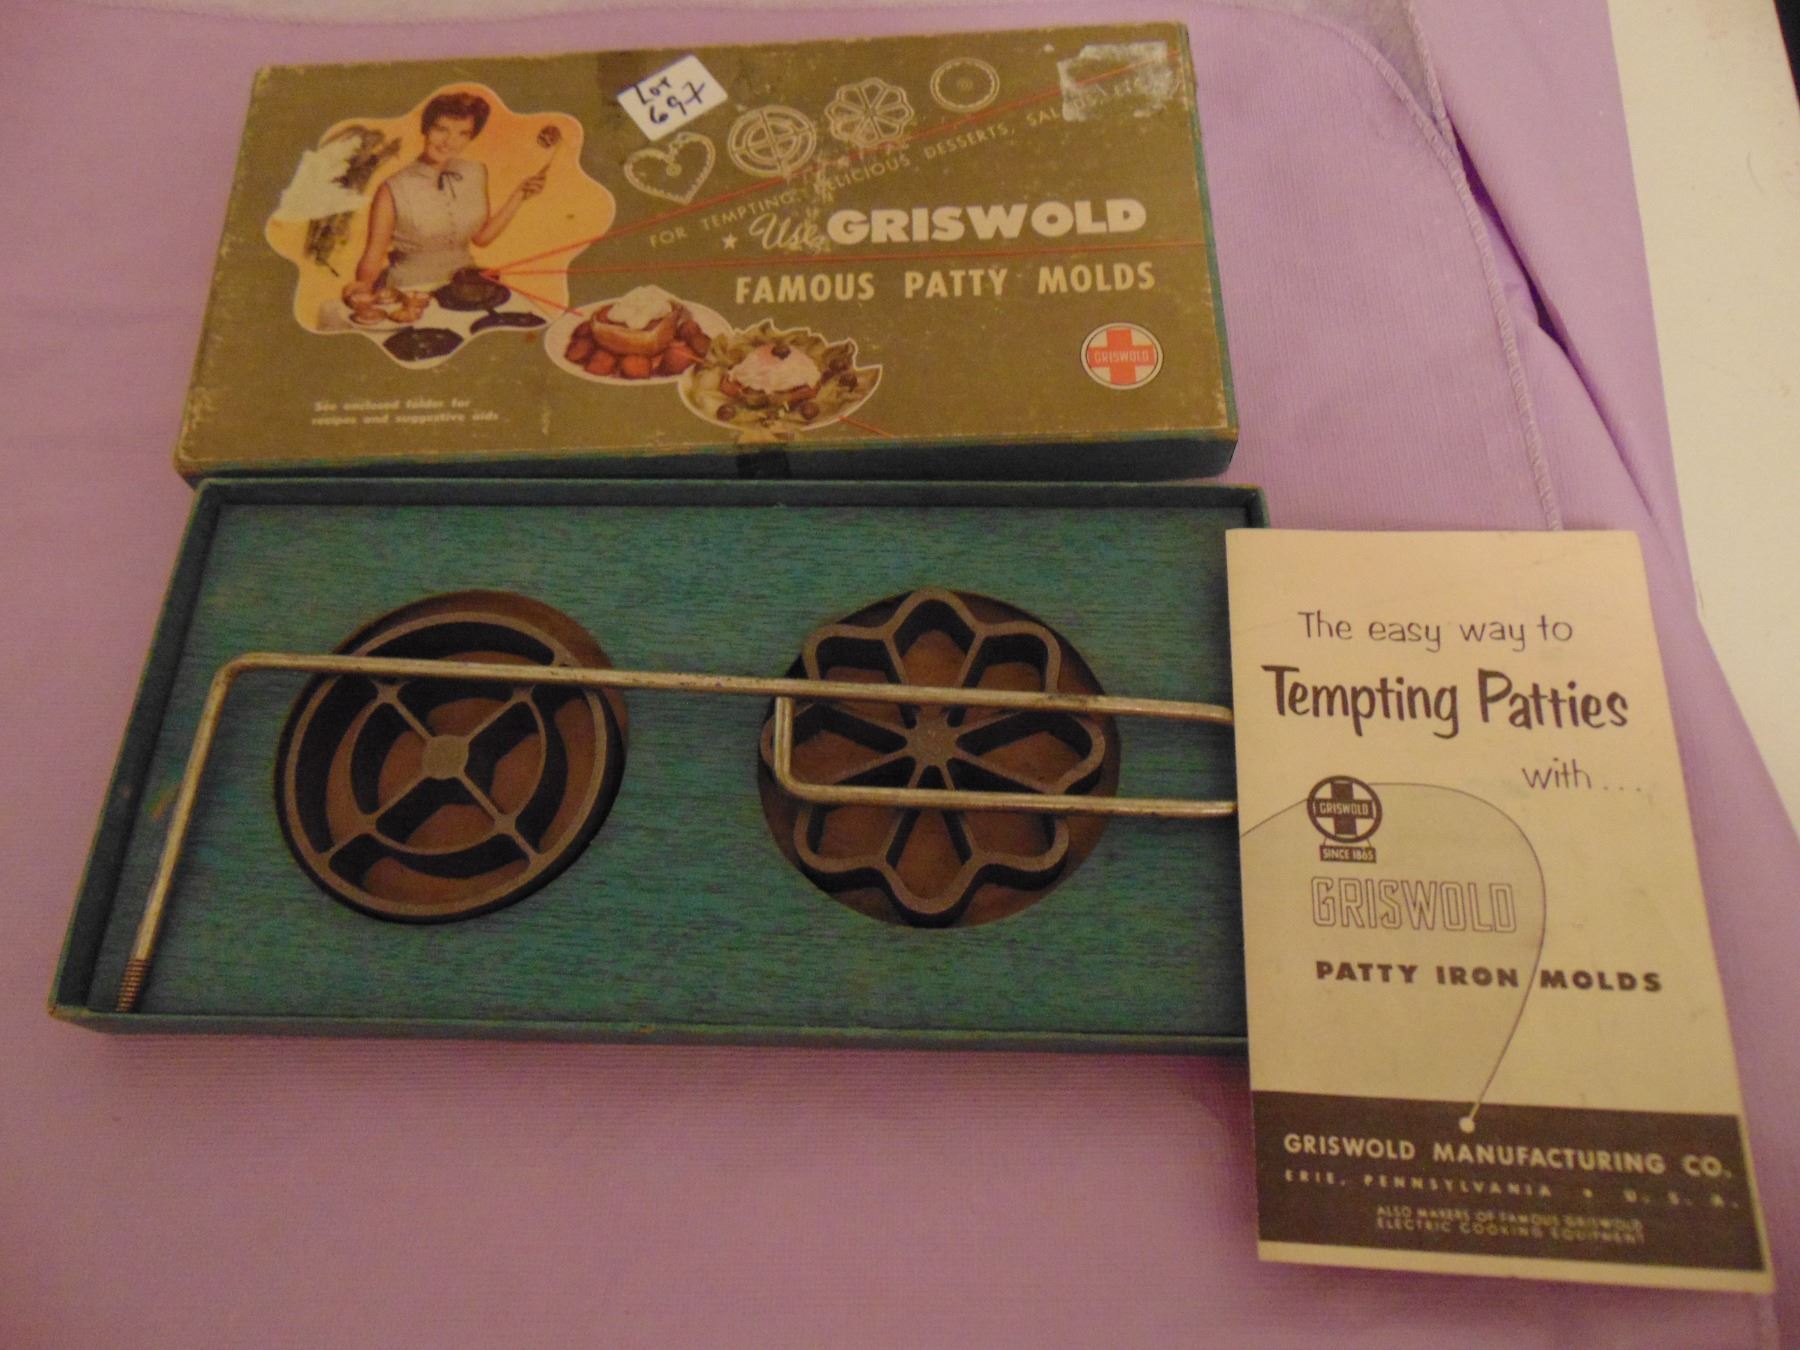 Lot
697
FOR TEMPTING, DELICIOUS DESSERTS,
Use GRISWOLD
FAMOUS PATTY MOLDS
GRISWOLD
See enclosed folder for
recipes and suggestive aids
The easy way to
Tempting Patties
with...
GRISWOLD
SINCE 1865
GRISWOLD
PATTY IRON MOLDS
GRISWOLD MANUFACTURING CO.
ERIE, PENNSYLVANIA • U. S. A.
ALSO MAKERS OF FAMOUS GRISWOLD
ELECTRIC COOKING EQUIPMENT